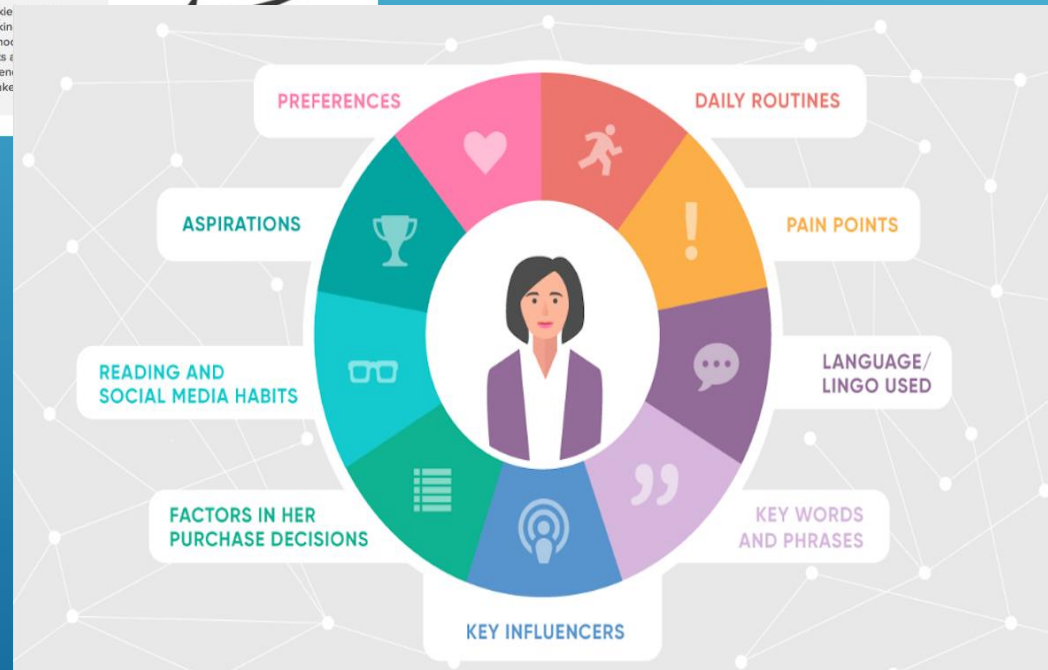 PREFERENCES
DAILY ROUTINES
ASPIRATIONS
PAIN POINTS
READING AND
SOCIAL MEDIA HABITS
LANGUAGE/
LINGO USED
FACTORS IN HER
PURCHASE DECISIONS
KEY WORDS
AND PHRASES
KEY INFLUENCERS